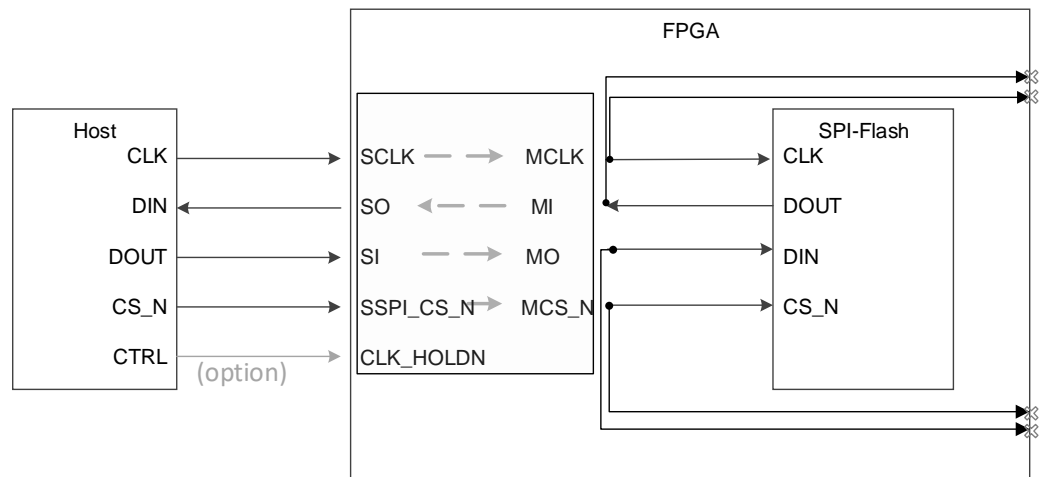 FPGA
Host
SPI-Flash
CLK
SCLK
MCLK
CLK
DIN
SO
MI
DOUT
DOUT
SI
MO
DIN
CS_N
SSPI_CS_N
MCS_N
CS_N
CTRL
(option)
CLK_HOLDN